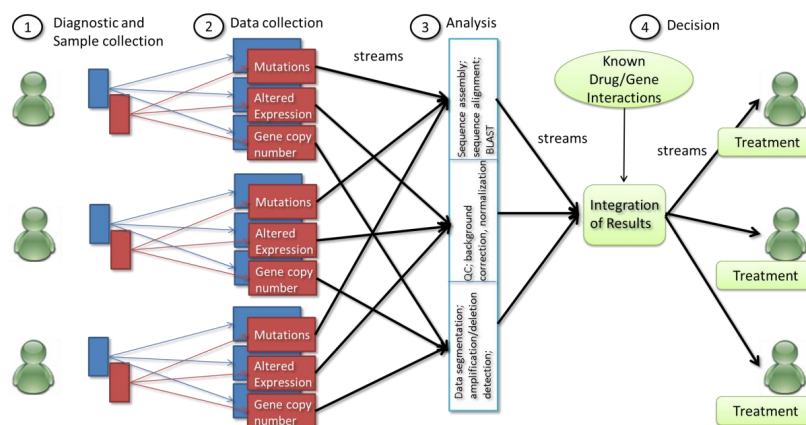 1 Diagnostic and
Sample collection
2 Data collection
3 Analysis
4 Decision
streams
Mutations
Altered
Expression
Gene copy
number
Mutations
Altered
Expression
Gene copy
number
Mutations
Altered
Expression
Gene copy
number
Sequence assembly;
sequence alignment;
BLAST
QC; background
correction, normalization
Data segmentation;
amplification/deletion
detection;
streams
Known
Drug/Gene
Interactions
Integration
of Results
streams
Treatment
Treatment
Treatment